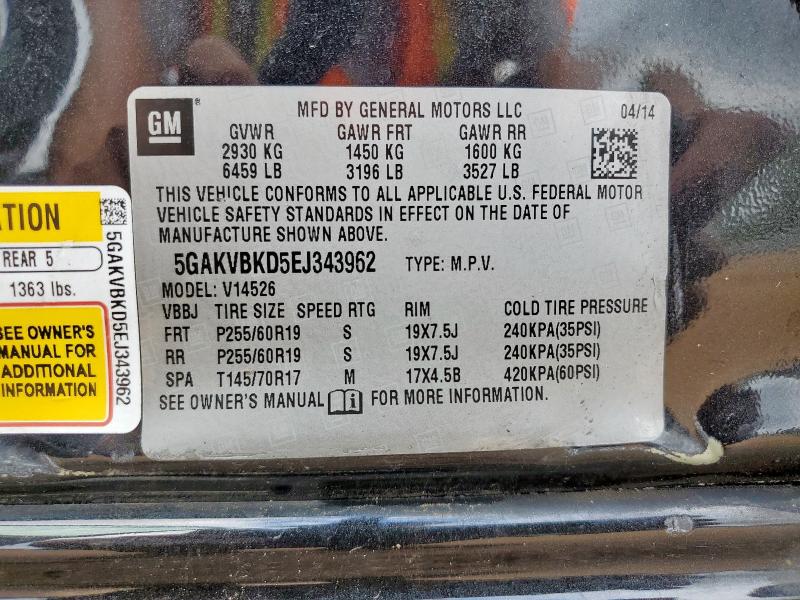 GM ®
MFD BY GENERAL MOTORS LLC 04/14
GVWR GAWR FRT GAWR RR
2930 KG 1450 KG 1600 KG
6459 LB 3196 LB 3527 LB
THIS VEHICLE CONFORMS TO ALL APPLICABLE U.S. FEDERAL MOTOR
VEHICLE SAFETY STANDARDS IN EFFECT ON THE DATE OF
MANUFACTURE SHOWN ABOVE.
5GAKVBKD5EJ343962 TYPE: M.P.V.
MODEL: V14526
VBBJ TIRE SIZE SPEED RTG RIM COLD TIRE PRESSURE
FRT P255/60R19 S 19X7.5J 240KPA(35PSI)
RR P255/60R19 S 19X7.5J 240KPA(35PSI)
SPA T145/70R17 M 17X4.5B 420KPA(60PSI)
SEE OWNER'S MANUAL FOR MORE INFORMATION.
ATION
REAR 5
1363 lbs.
SEE OWNER'S
MANUAL FOR
ADDITIONAL
INFORMATION
5GAKVBKD5EJ343962